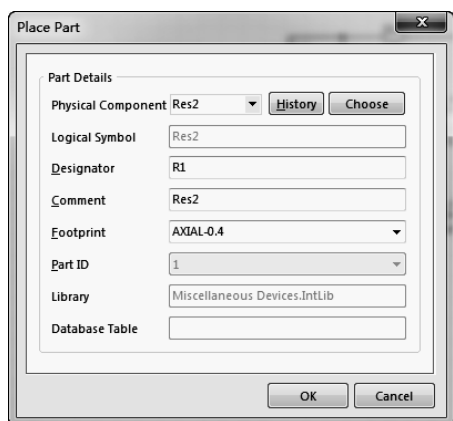 Place Part
x
Part Details
Physical Component Res2 History Choose
Logical Symbol Res2
Designator R1
Comment Res2
Footprint AXIAL-0.4
Part ID 1
Library Miscellaneous Devices.IntLib
Database Table
OK Cancel